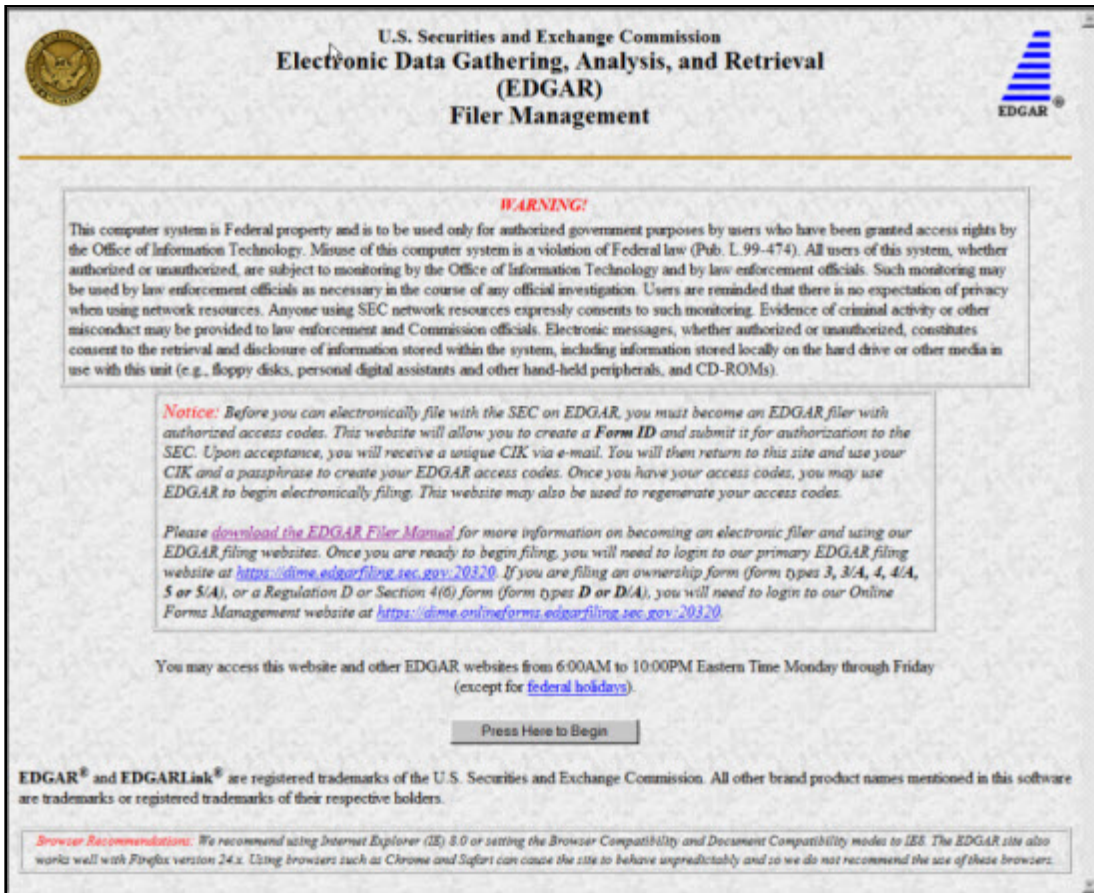 U.S. Securities and Exchange Commission
Electronic Data Gathering, Analysis, and Retrieval
(EDGAR)
Filer Management
EDGAR ®
WARNING!
This computer system is Federal property and is to be used only for authorized government purposes by users who have been granted access rights by
the Office of Information Technology. Misuse of this computer system is a violation of Federal law (Pub. L.99-474). All users of this system, whether
authorized or unauthorized, are subject to monitoring by the Office of Information Technology and by law enforcement officials. Such monitoring may
be used by law enforcement officials as necessary in the course of any official investigation. Users are reminded that there is no expectation of privacy
when using network resources. Anyone using SEC network resources expressly consents to such monitoring. Evidence of criminal activity or other
misconduct may be provided to law enforcement and Commission officials. Electronic messages, whether authorized or unauthorized, constitutes
consent to the retrieval and disclosure of information stored within the system, including information stored locally on the hard drive or other media in
use with this unit (e.g., floppy disks, personal digital assistants and other hand-held peripherals, and CD-ROMs).
Notice: Before you can electronically file with the SEC on EDGAR, you must become an EDGAR filer with
authorized access codes. This website will allow you to create a Form ID and submit it for authorization to the
SEC. Upon acceptance, you will receive a unique CIK via e-mail. You will then return to this site and use your
CIK and a passphrase to create your EDGAR access codes. Once you have your access codes, you may use
EDGAR to begin electronically filing. This website may also be used to regenerate your access codes.
Please download the EDGAR Filer Manual for more information on becoming an electronic filer and using our
EDGAR filing websites. Once you are ready to begin filing, you will need to login to our primary EDGAR filing
website at https://dime.edgarfiling.sec.gov:20320. If you are filing an ownership form (form types 3, 3/A, 4, 4/A,
5 or 5/A), or a Regulation D or Section 4(6) form (form types D or D/A), you will need to login to our Online
Forms Management website at https://dime.onlineforms.edgarfiling.sec.gov:20320.
You may access this website and other EDGAR websites from 6:00AM to 10:00PM Eastern Time Monday through Friday
(except for federal holidays).
Press Here to Begin
EDGAR® and EDGARLink® are registered trademarks of the U.S. Securities and Exchange Commission. All other brand product names mentioned in this software
are trademarks or registered trademarks of their respective holders.
Browser Recommendations: We recommend using Internet Explorer (IE) 8.0 or setting the Browser Compatibility and Document Compatibility modes to IE8. The EDGAR site also
works well with Firefox version 24.x. Using browsers such as Chrome and Safari can cause the site to behave unpredictably and so we do not recommend the use of these browsers.